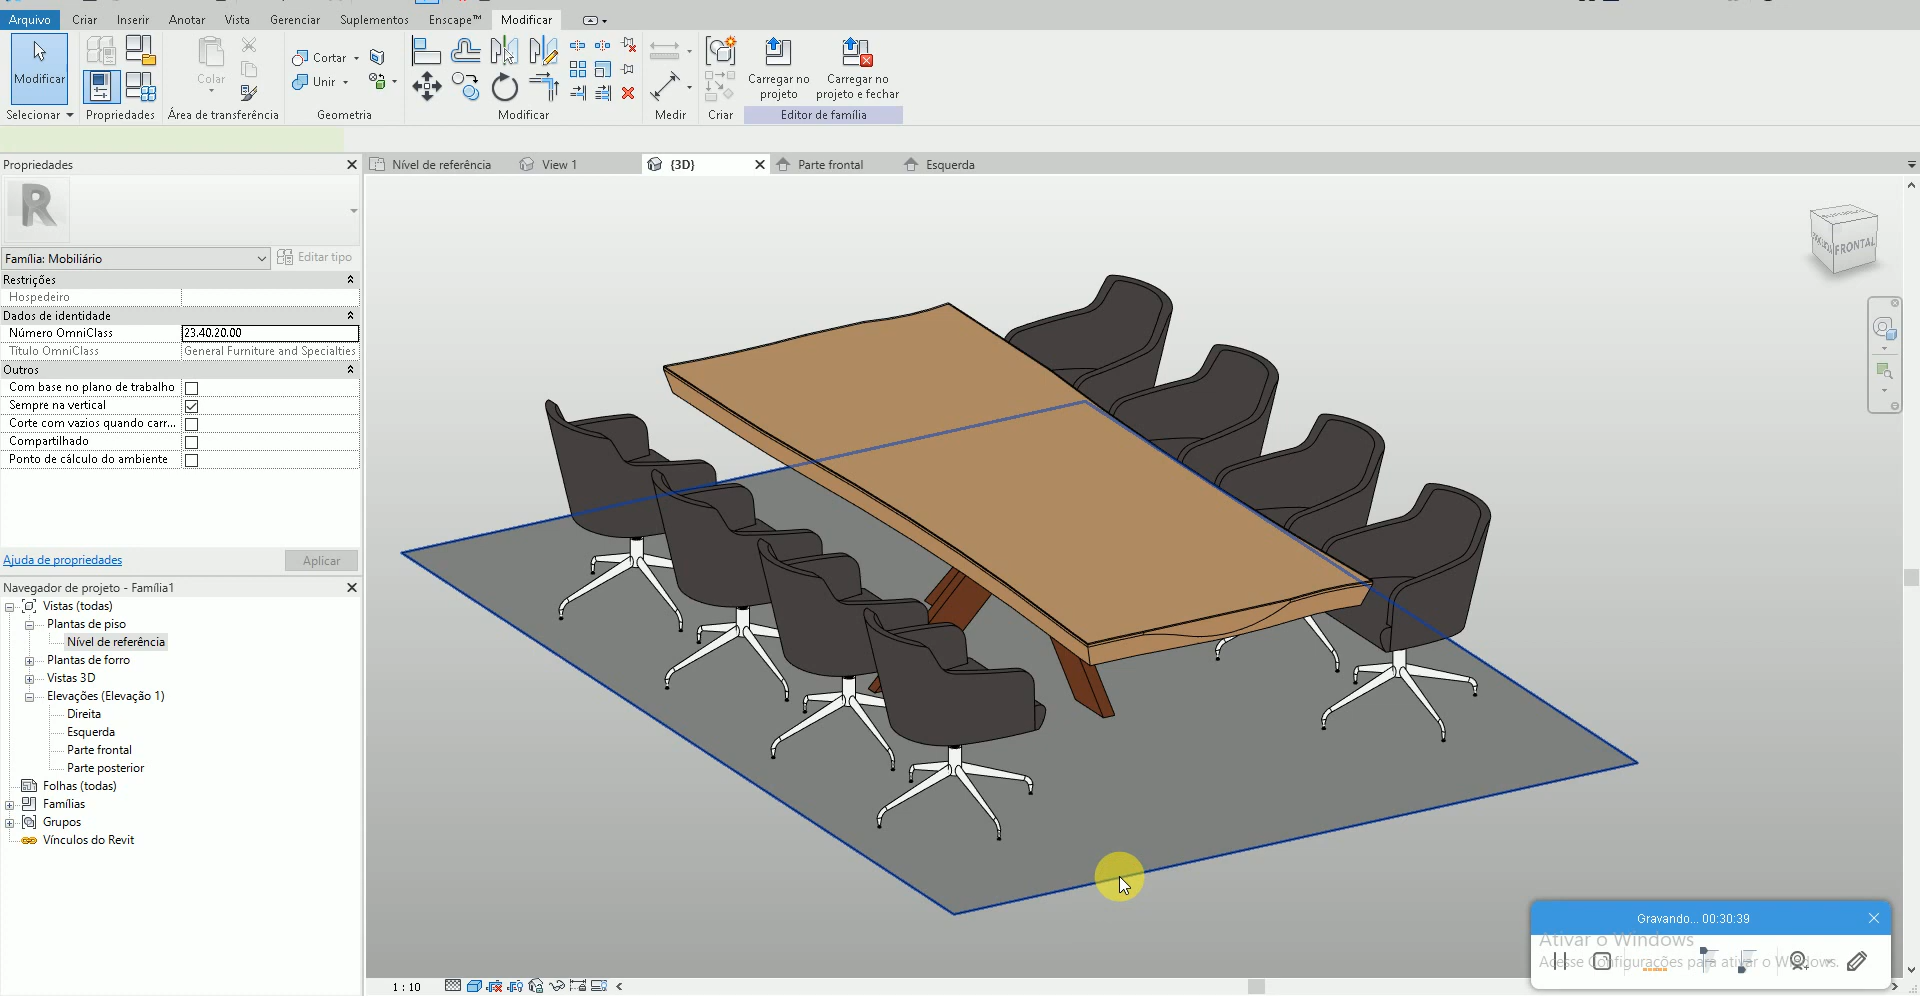 Arquivo Criar Inserir Anotar Vista Gerenciar Suplementos Enscape™ Modificar
Modificar
Colar
Cortar
Unir
Carregar no projeto
Carregar no projeto e fechar
Selecionar Propriedades Área de transferência Geometria Modificar Medir Criar Editor de família
Propriedades
Nível de referência View 1 {3D} Parte frontal Esquerda
R
Família: Mobiliário Editar tipo
Restrições
Hospedeiro
Dados de identidade
Número OmniClass 23.40.20.00
Título OmniClass General Furniture and Specialties
Outros
Com base no plano de trabalho
Sempre na vertical
Corte com vazios quando carr...
Compartilhado
Ponto de cálculo do ambiente
Ajuda de propriedades Aplicar
Navegador de projeto - Família1
Vistas (todas)
Plantas de piso
Nível de referência
Plantas de forro
Vistas 3D
Elevações (Elevação 1)
Direita
Esquerda
Parte frontal
Parte posterior
Folhas (todas)
Famílias
Grupos
Vínculos do Revit
FRONTAL
Gravando... 00:30:39
Ativar o Windows
Acesse Configurações para ativar o Windows.
1 : 10